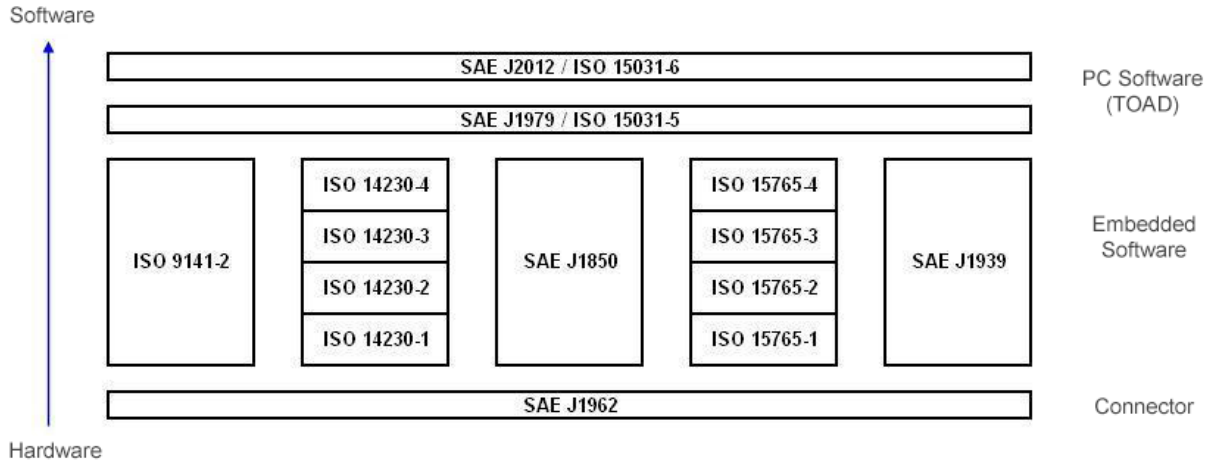 Software
SAE J2012 / ISO 15031-6
PC Software
(TOAD)
SAE J1979 / ISO 15031-5
ISO 9141-2
ISO 14230-4
ISO 14230-3
ISO 14230-2
ISO 14230-1
SAE J1850
ISO 15765-4
ISO 15765-3
ISO 15765-2
ISO 15765-1
SAE J1939
Embedded
Software
SAE J1962
Connector
Hardware